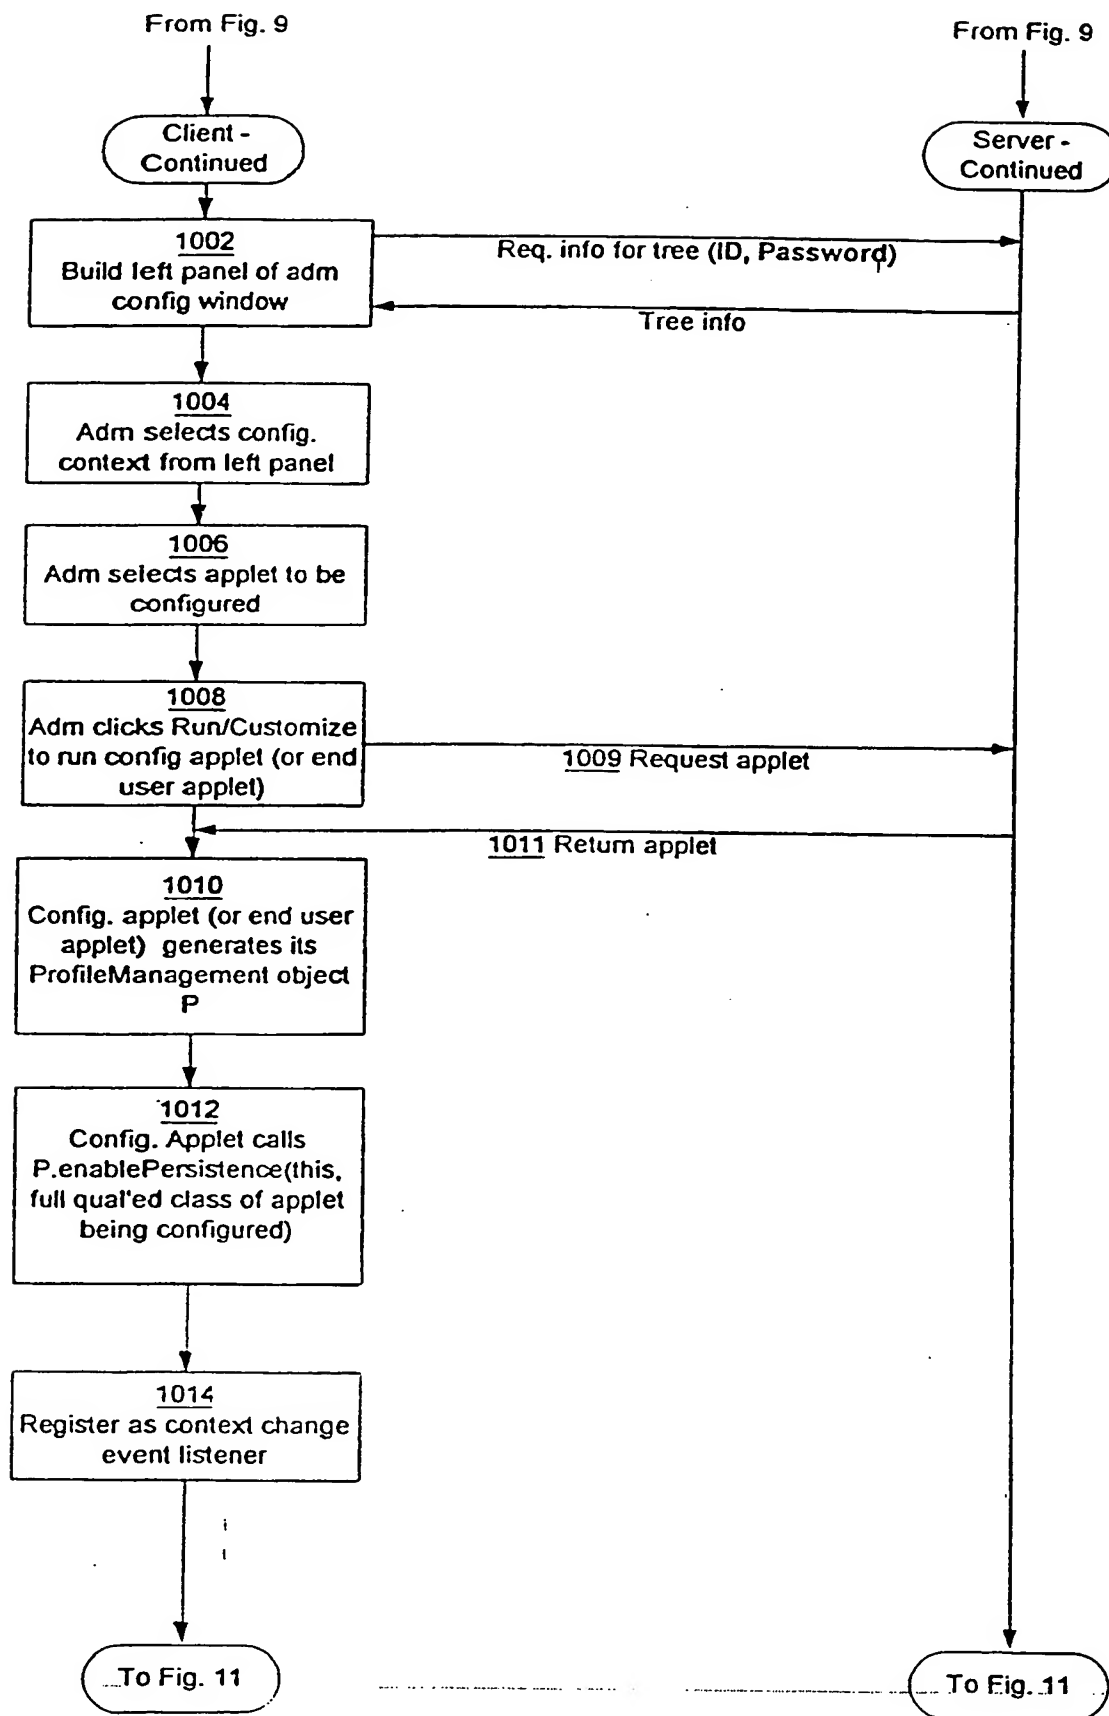 From Fig. 9
From Fig. 9
Client -
Continued
Server -
Continued
1002
Build left panel of adm
config window
Req. info for tree (ID, Password)
Tree info
1004
Adm selects config.
context from left panel
1006
Adm selects applet to be
configured
1008
Adm clicks Run/Customize
to run config applet (or end
user applet)
1009 Request applet
1011 Return applet
1010
Config. applet (or end user
applet) generates its
ProfileManagement object
P
1012
Config. Applet calls
P.enablePersistence(this,
full qual'ed class of applet
being configured)
1014
Register as context change
event listener
To Fig. 11
To Fig. 11